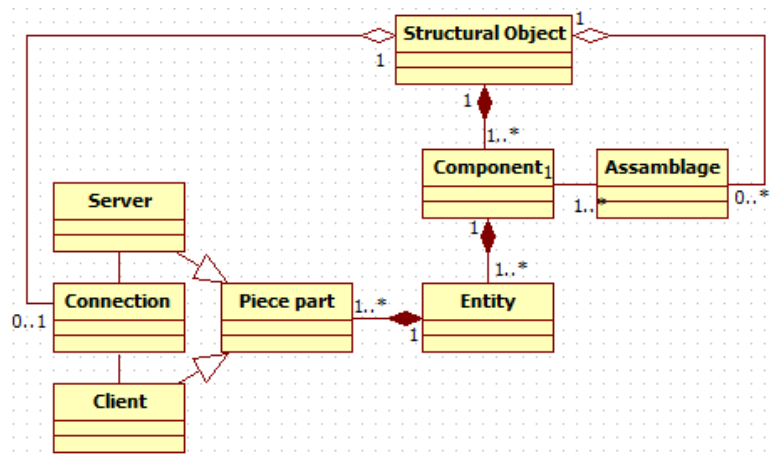 1
Structural Object
1
1
1..*
Component
1
Assamblage
Server
1
1..*
0..*
1..*
Connection
Piece part
1..*
Entity
0..1
1
Client